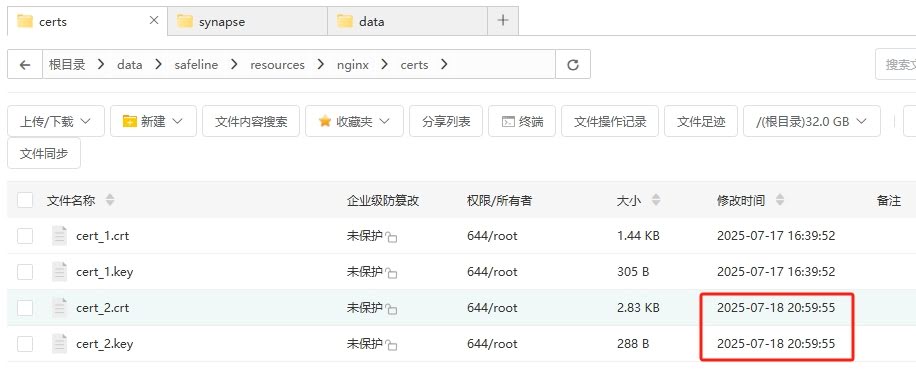 certs × synapse data +
← 根目录 > data > safeline > resources > nginx > certs > 搜索文
上传/下载 新建 文件内容搜索 收藏夹 分享列表 终端 文件操作记录 文件足迹 /(根目录)32.0 GB
文件同步
文件名称 企业级防篡改 权限/所有者 大小 修改时间 备注
cert_1.crt 未保护 644/root 1.44 KB 2025-07-17 16:39:52
cert_1.key 未保护 644/root 305 B 2025-07-17 16:39:52
cert_2.crt 未保护 644/root 2.83 KB 2025-07-18 20:59:55
cert_2.key 未保护 644/root 288 B 2025-07-18 20:59:55